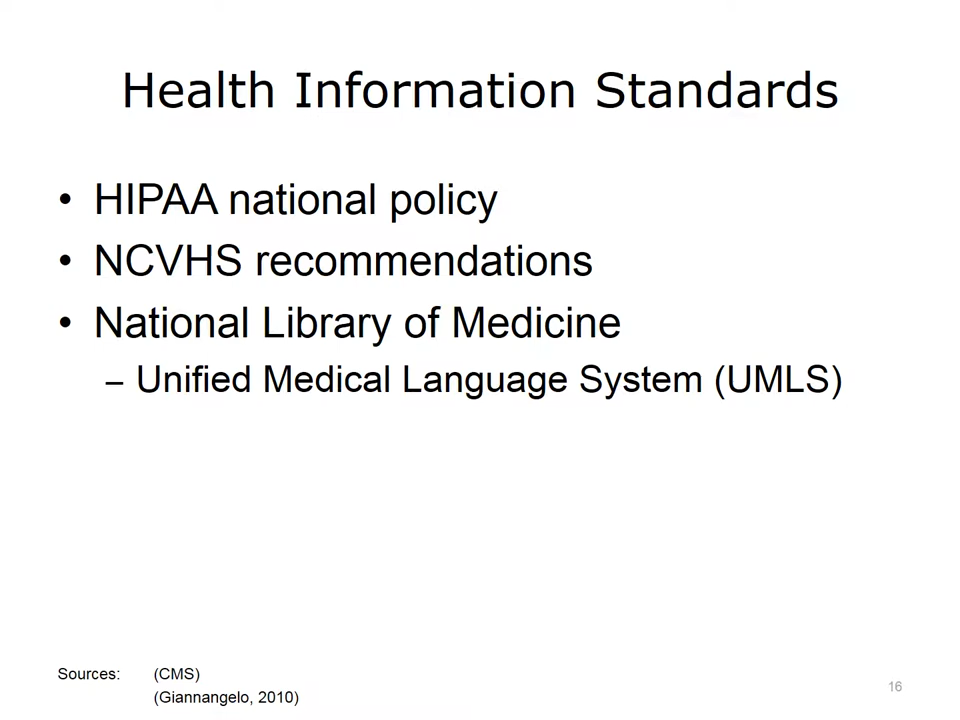 Health Information Standards
• HIPAA national policy
• NCVHS recommendations
• National Library of Medicine
– Unified Medical Language System (UMLS)
Sources: (CMS)
(Giannangelo, 2010)
16